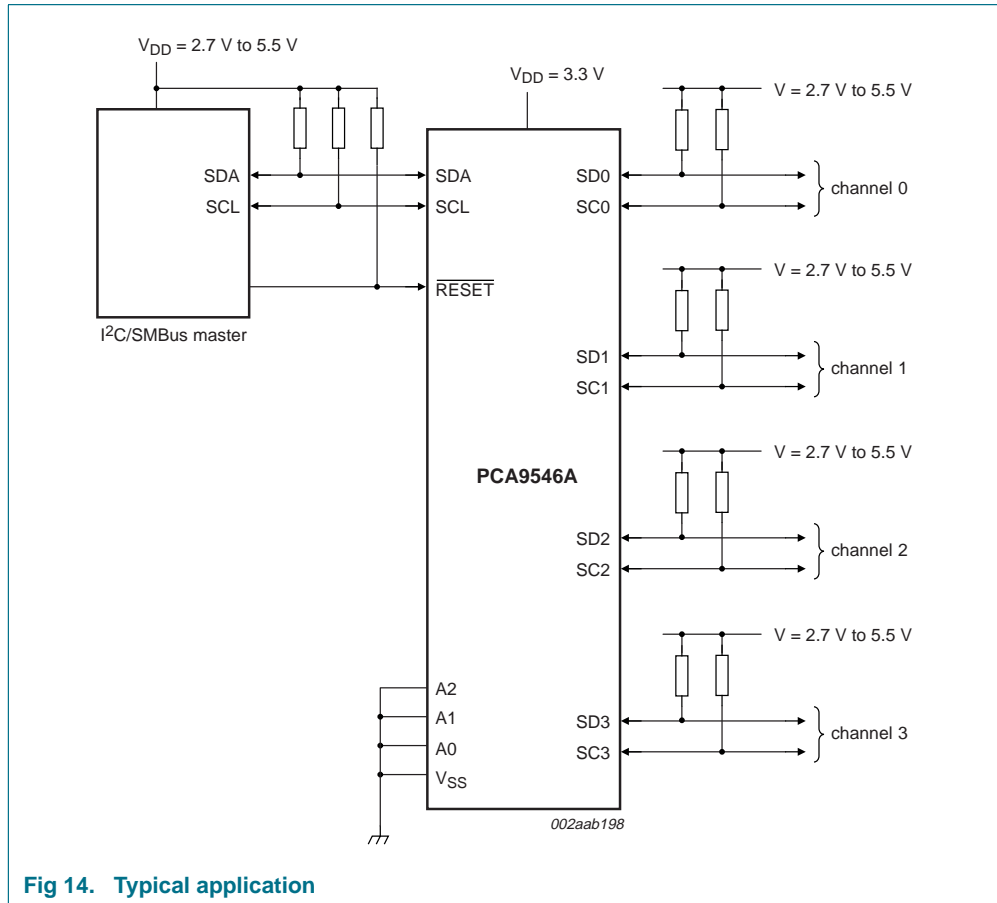 V_DD = 2.7 V to 5.5 V
V_DD = 3.3 V
V = 2.7 V to 5.5 V
SDA
SCL
SDA
SCL
RESET
I²C/SMBus master
SD0
SC0
channel 0
V = 2.7 V to 5.5 V
SD1
SC1
channel 1
PCA9546A
V = 2.7 V to 5.5 V
SD2
SC2
channel 2
V = 2.7 V to 5.5 V
A2
A1
A0
V_SS
SD3
SC3
channel 3
002aab198
Fig 14. Typical application